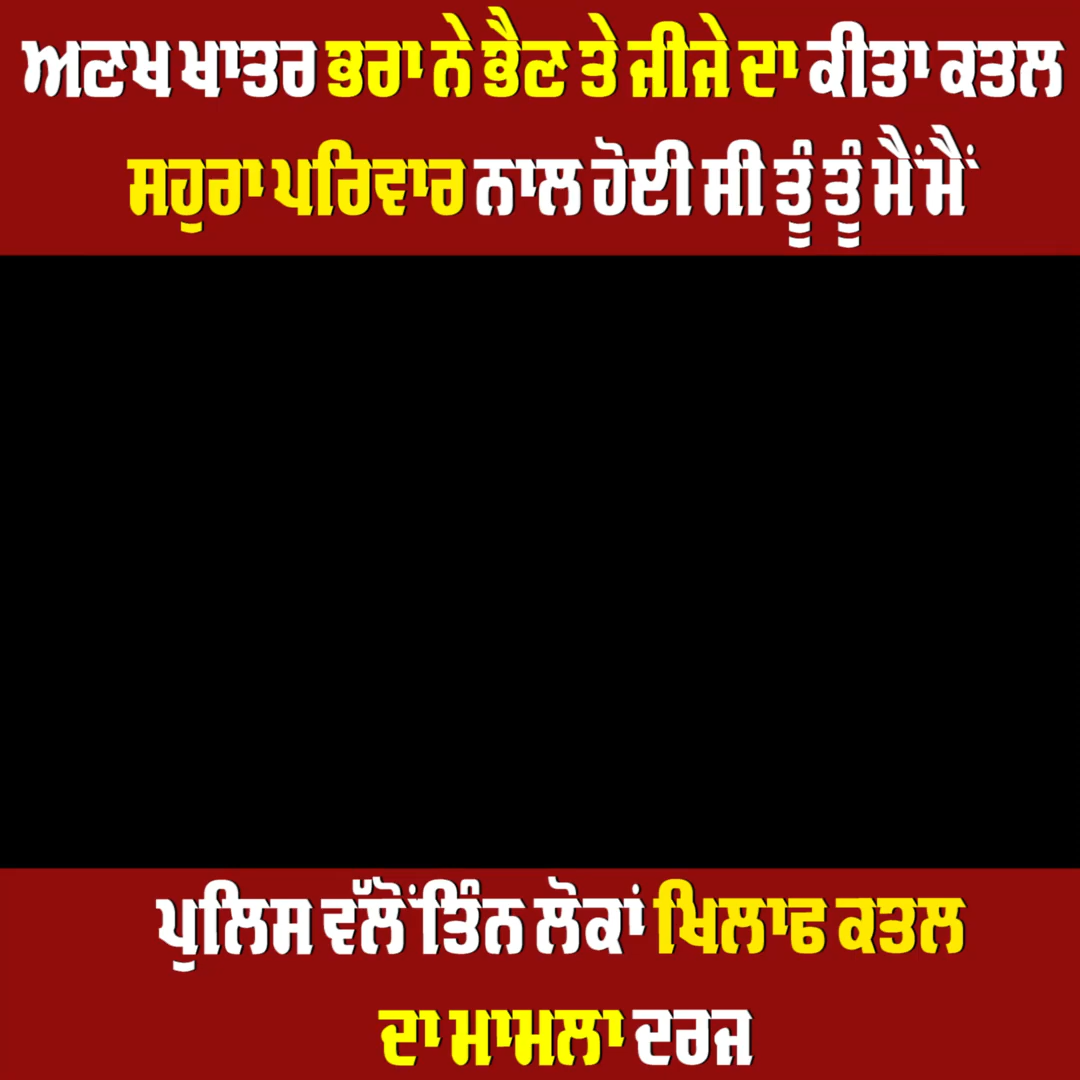 ਅਣਖ ਖਾਤਰ ਭਰਾ ਨੇ ਭੈਣ ਤੇ ਜੀਜੇ ਦਾ ਕੀਤਾ ਕਤਲ
ਸਹੁਰਾ ਪਰਿਵਾਰ ਨਾਲ ਹੋਈ ਸੀ ਤੂੰ ਤੂੰ ਮੈਂ ਮੈਂ
ਪੁਲਿਸ ਵੱਲੋਂ ਤਿੰਨ ਲੋਕਾਂ ਖਿਲਾਫ ਕਤਲ
ਦਾ ਮਾਮਲਾ ਦਰਜ